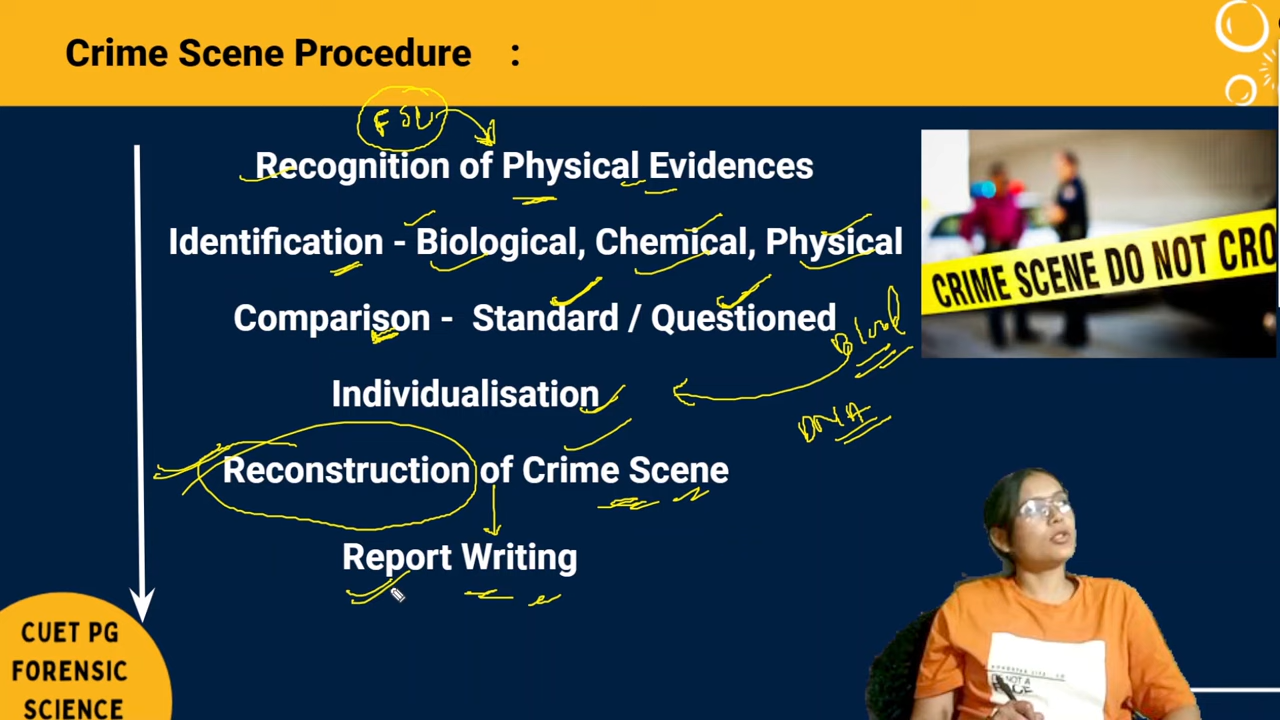 Crime Scene Procedure :
FSL
Recognition of Physical Evidences
Identification - Biological, Chemical, Physical
Comparison - Standard / Questioned
Blood
Individualisation
DNA
Reconstruction of Crime Scene
Report Writing
CRIME SCENE DO NOT CRO
CUET PG
FORENSIC
SCIENCE